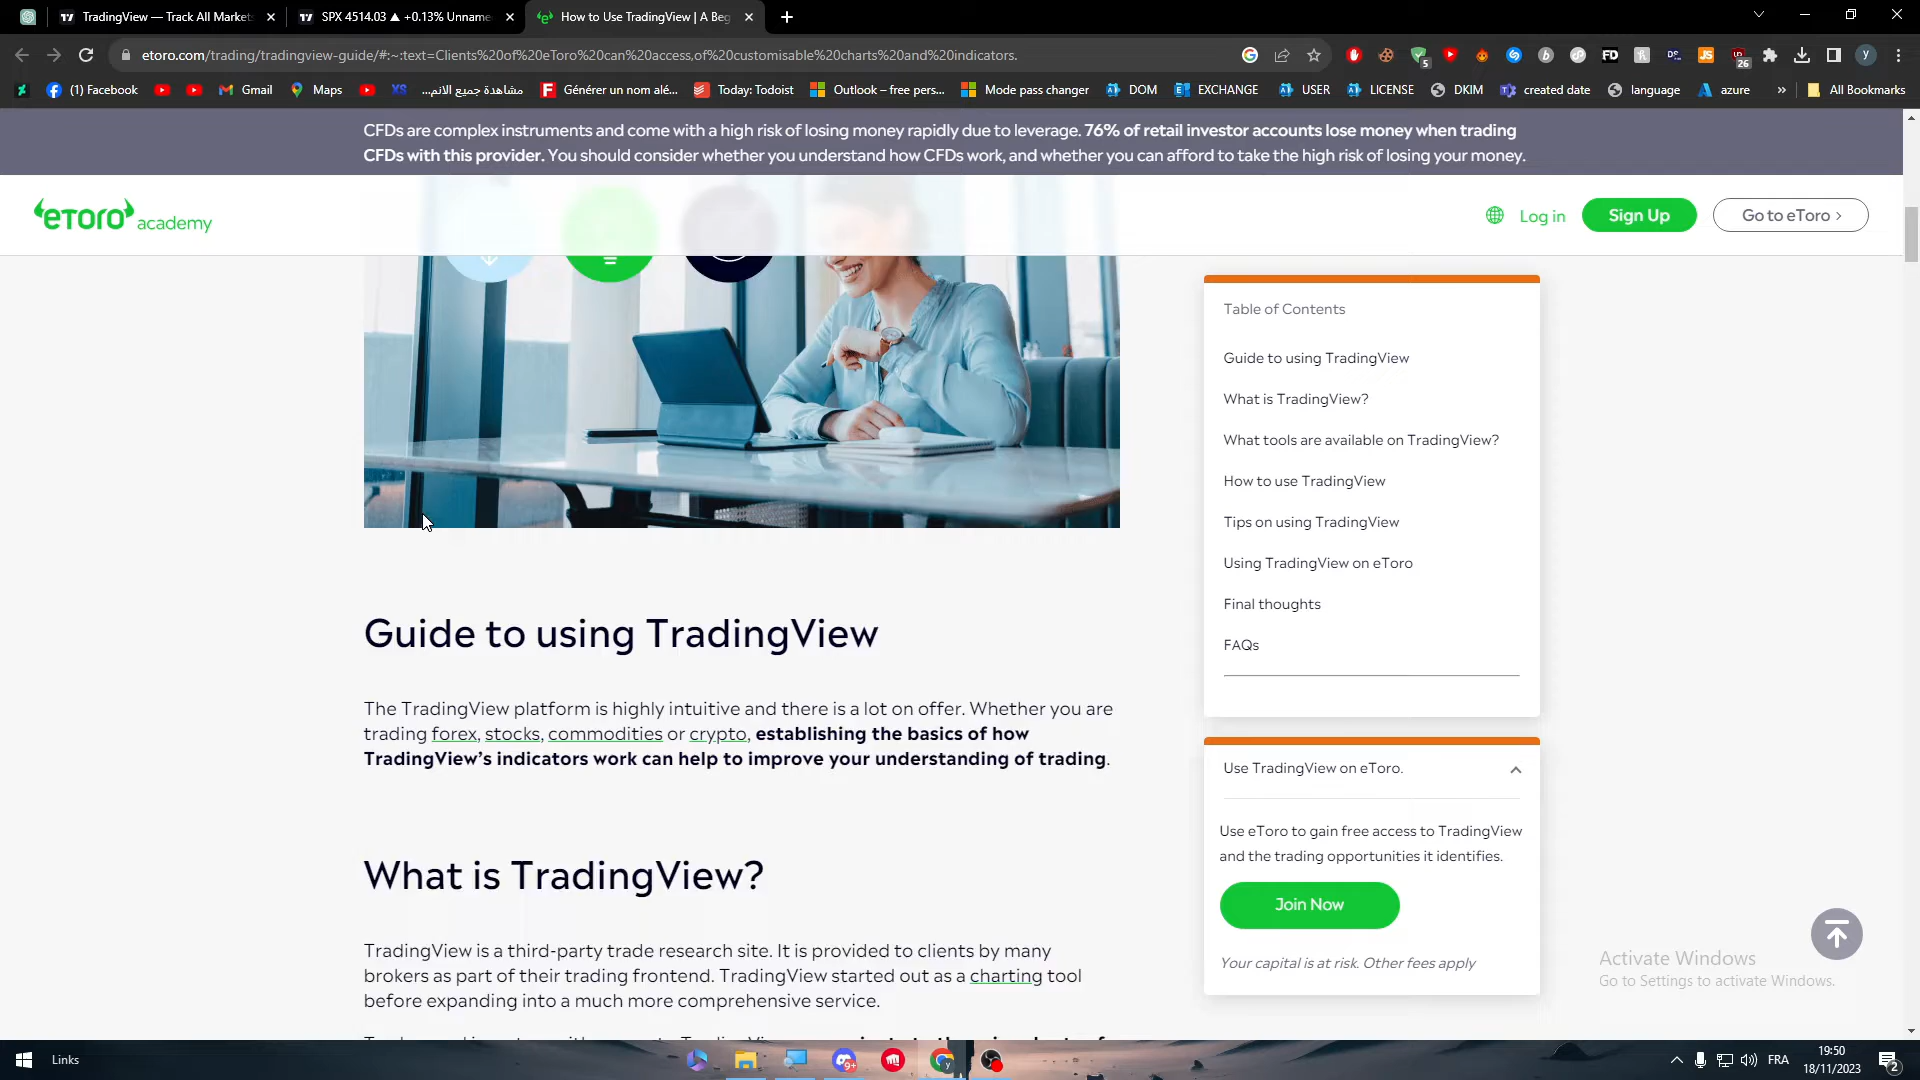 TradingView — Track All Market
SPX 4514.03 ▲ +0.13% Unname
How to Use TradingView | A Beg
etoro.com/trading/tradingview-guide/#:~:text=Clients%20of%20eToro%20can%20access,of%20customisable%20charts%20and%20indicators.
5
26
y
(1) Facebook
Gmail
Maps
XS
مشاهدة جميع الانم...
Générer un nom alé...
Today: Todoist
Outlook – free pers...
Mode pass changer
DOM
EXCHANGE
USER
LICENSE
DKIM
created date
language
azure
»
All Bookmarks
CFDs are complex instruments and come with a high risk of losing money rapidly due to leverage. 76% of retail investor accounts lose money when trading
CFDs with this provider. You should consider whether you understand how CFDs work, and whether you can afford to take the high risk of losing your money.
eToro academy
Log in
Sign Up
Go to eToro ›
Table of Contents
Guide to using TradingView
What is TradingView?
What tools are available on TradingView?
How to use TradingView
Tips on using TradingView
Using TradingView on eToro
Final thoughts
FAQs
Guide to using TradingView
The TradingView platform is highly intuitive and there is a lot on offer. Whether you are
trading forex, stocks, commodities or crypto, establishing the basics of how
TradingView's indicators work can help to improve your understanding of trading.
Use TradingView on eToro.
Use eToro to gain free access to TradingView
and the trading opportunities it identifies.
Join Now
Your capital is at risk. Other fees apply
What is TradingView?
TradingView is a third-party trade research site. It is provided to clients by many
brokers as part of their trading frontend. TradingView started out as a charting tool
before expanding into a much more comprehensive service.
Activate Windows
Go to Settings to activate Windows.
Links
9+
FRA
19:50
18/11/2023
2